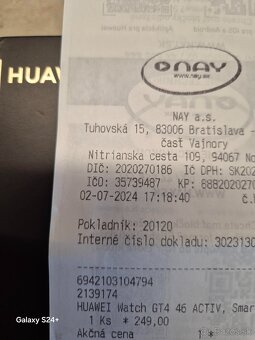 HUAW
NAY
www.nay.sk
NAY a.s.
Tuhovská 15, 83006 Bratislava -
časť Vajnory
Nitrianska cesta 109, 94067 No
DIČ: 2020270186 IČ DPH: SK202
IČO: 35739487 KP: 8882020270
02-07-2024 17:18:40 č.
Pokladník: 20120
Interné číslo dokladu: 3023130
6942103104794
2139174
HUAWEI Watch GT4 46 ACTIV, Smar
1 Ks * 249,00
Akčná cena 1
Galaxy S24+